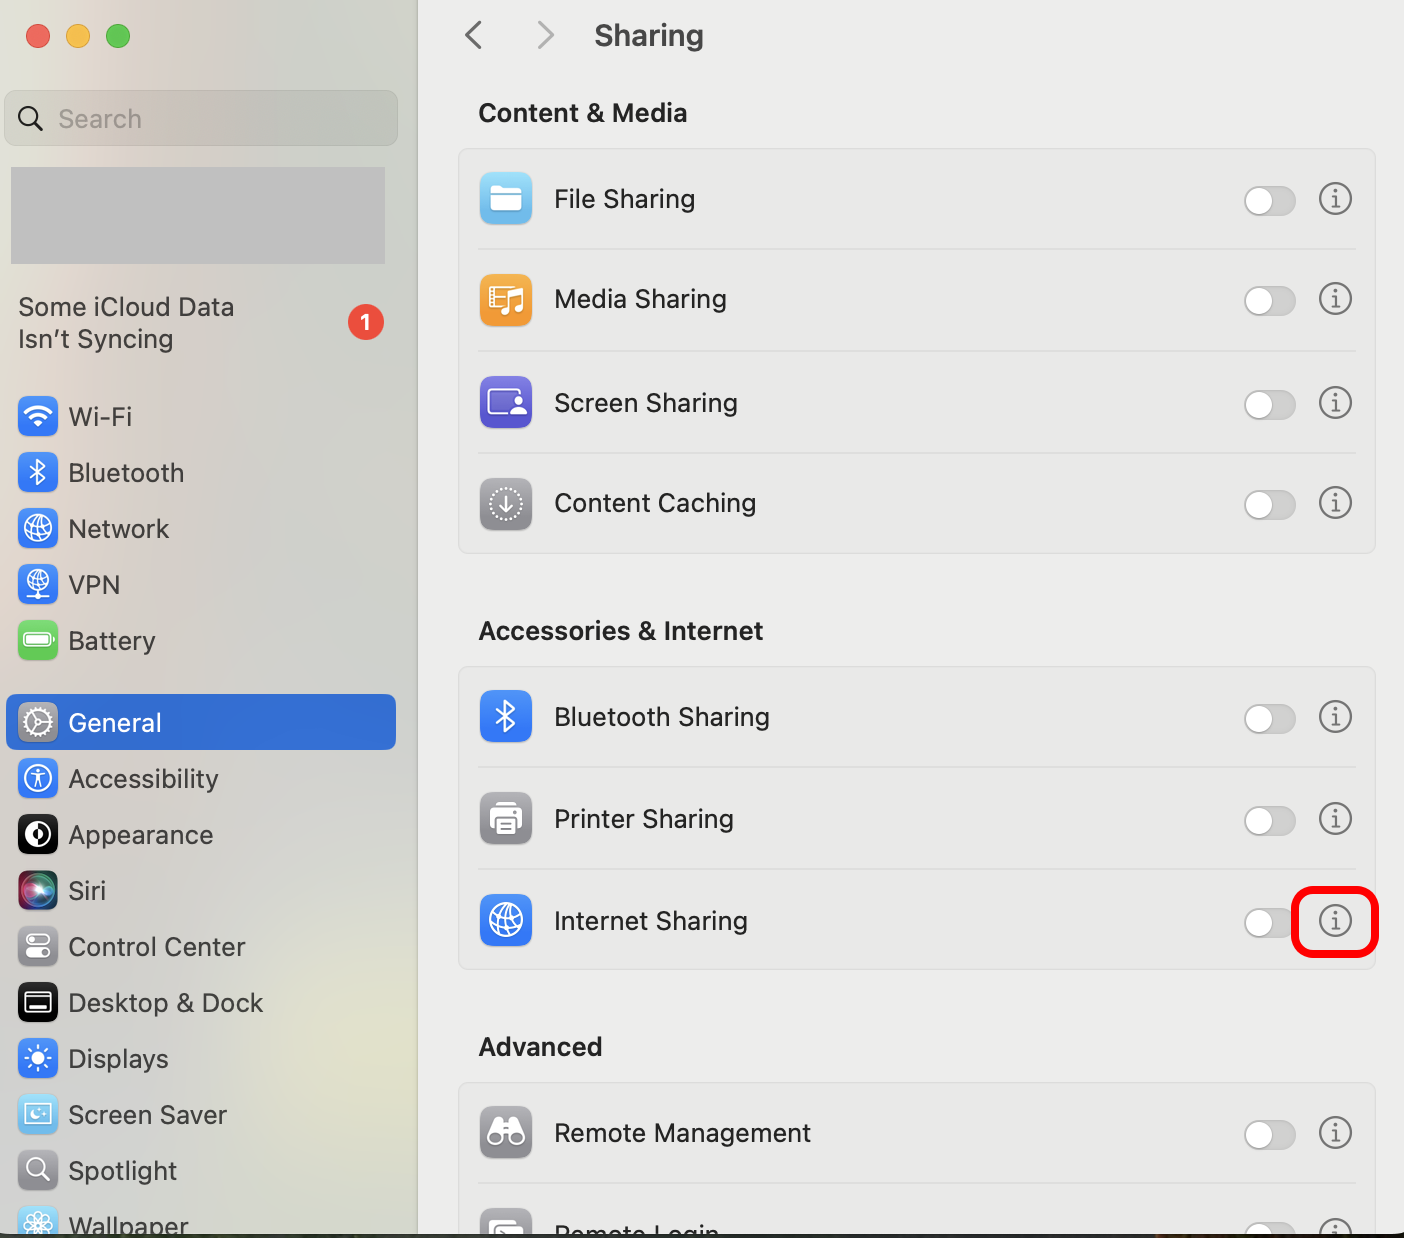 Sharing
Search
Some iCloud Data
Isn't Syncing
1
Wi-Fi
Bluetooth
Network
VPN
Battery
General
Accessibility
Appearance
Siri
Control Center
Desktop & Dock
Displays
Screen Saver
Spotlight
Wallpaper
Content & Media
File Sharing
Media Sharing
Screen Sharing
Content Caching
Accessories & Internet
Bluetooth Sharing
Printer Sharing
Internet Sharing
Advanced
Remote Management
Remote Login